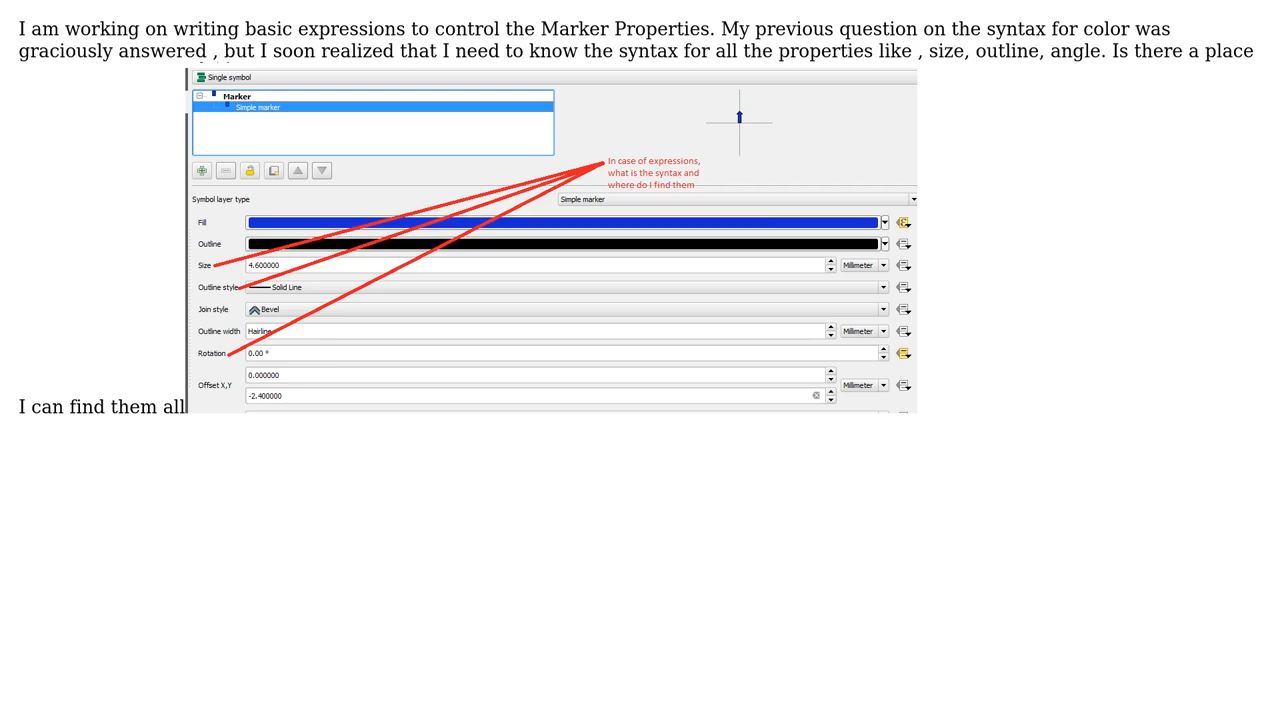 I am working on writing basic expressions to control the Marker Properties. My previous question on the syntax for color was
graciously answered , but I soon realized that I need to know the syntax for all the properties like , size, outline, angle. Is there a place
Single symbol
Marker
Simple marker
In case of expressions,
what is the syntax and
where do I find them
Symbol layer type Simple marker
Fill
Outline
Size 4.600000 Millimeter
Outline style Solid Line
Join style Bevel
Outline width Hairline Millimeter
Rotation 0.00 °
0.000000
Offset X,Y Millimeter
-2.400000
I can find them all